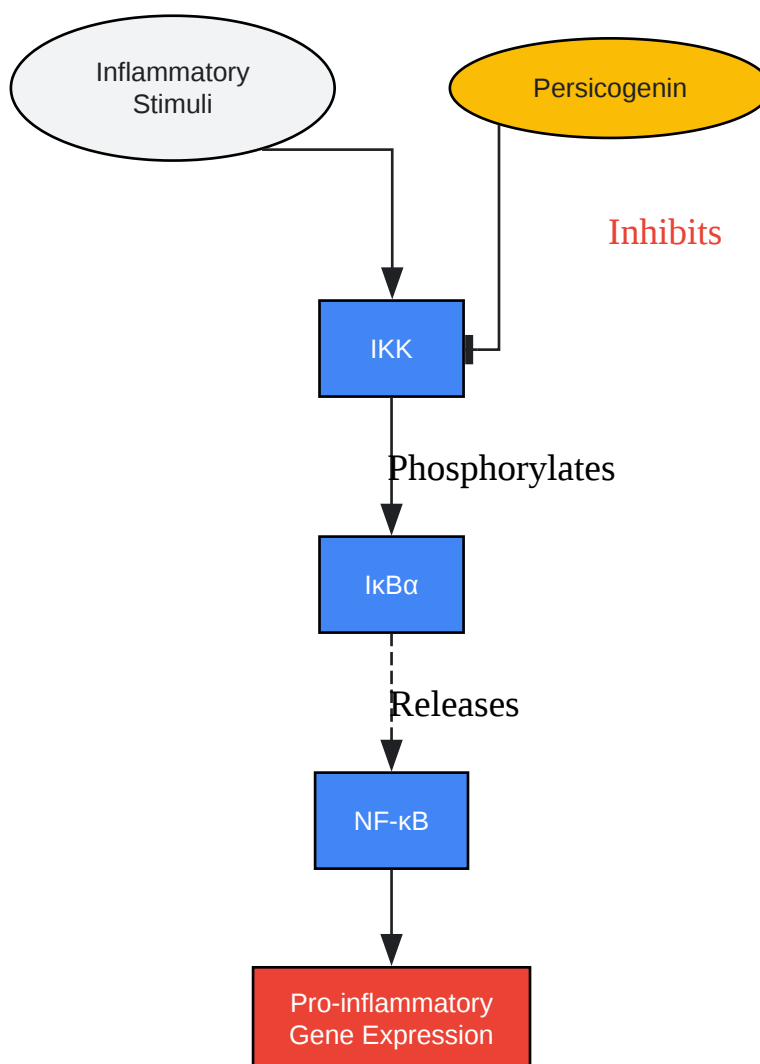 Inflammatory
Stimuli
Persicogenin
Inhibits
IKK
Phosphorylates
IκBα
Releases
NF-κB
Pro-inflammatory
Gene Expression